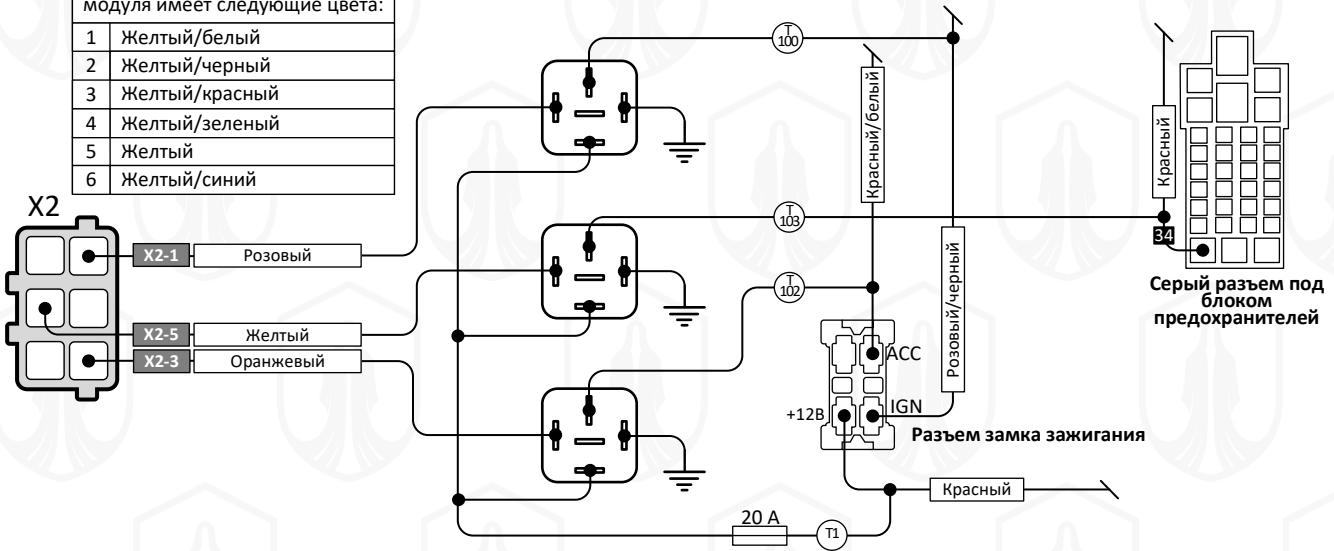 модуля имеет следующие цвета:
1 Желтый/белый
2 Желтый/черный
3 Желтый/красный
4 Желтый/зеленый
5 Желтый
6 Желтый/синий
X2
X2-1 Розовый
X2-5 Желтый
X2-3 Оранжевый
T
100
T
103
T
102
Красный/белый
Розовый/черный
Красный
34
Серый разъем под
блоком
предохранителей
ACC
IGN
+12В
Разъем замка зажигания
Красный
20 А
T1